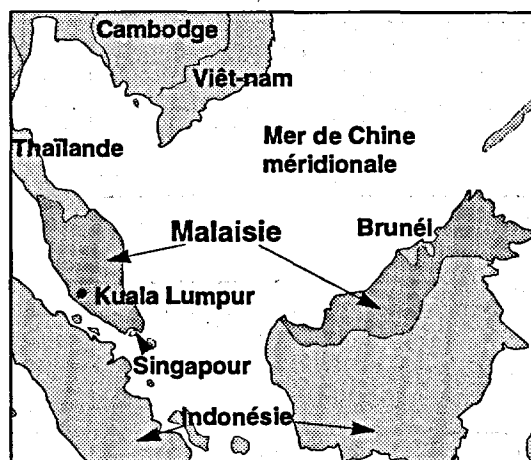 Cambodge
Viêt-nam
Mer de Chine
méridionale
Thaïlande
Malaisie
Brunéi
Kuala Lumpur
Singapour
Indonésie